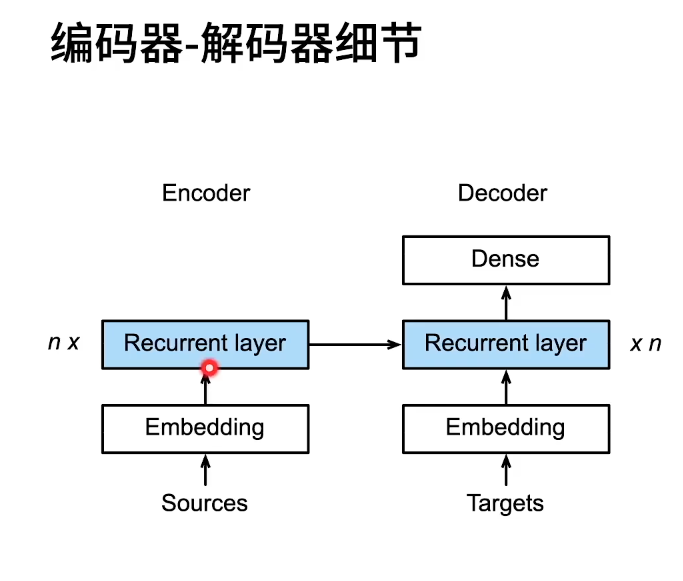 编码器-解码器细节
Encoder Decoder
Dense
n x Recurrent layer Recurrent layer x n
Embedding Embedding
Sources Targets